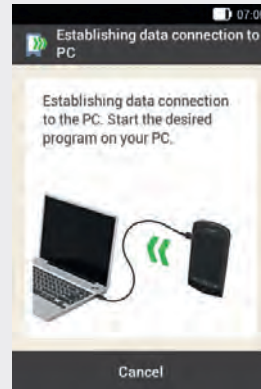 07:0
Establishing data connection to
PC
Establishing data connection
to the PC. Start the desired
program on your PC.
Cancel